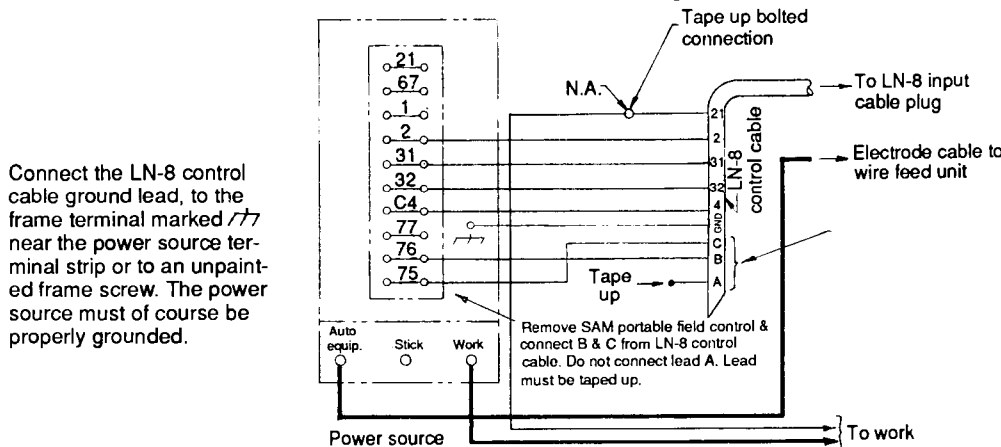 Tape up bolted
connection
21
67
1
2
31
32
C4
77
76
75
N.A.
21
2
31
32
4
GND
C
B
A
LN-8
control cable
To LN-8 input
cable plug
Electrode cable to
wire feed unit
Connect the LN-8 control
cable ground lead, to the
frame terminal marked
near the power source ter-
minal strip or to an unpaint-
ed frame screw. The power
source must of course be
properly grounded.
Tape
up
Remove SAM portable field control &
connect B & C from LN-8 control
cable. Do not connect lead A. Lead
must be taped up.
Auto
equip.
Stick
Work
Power source
To work